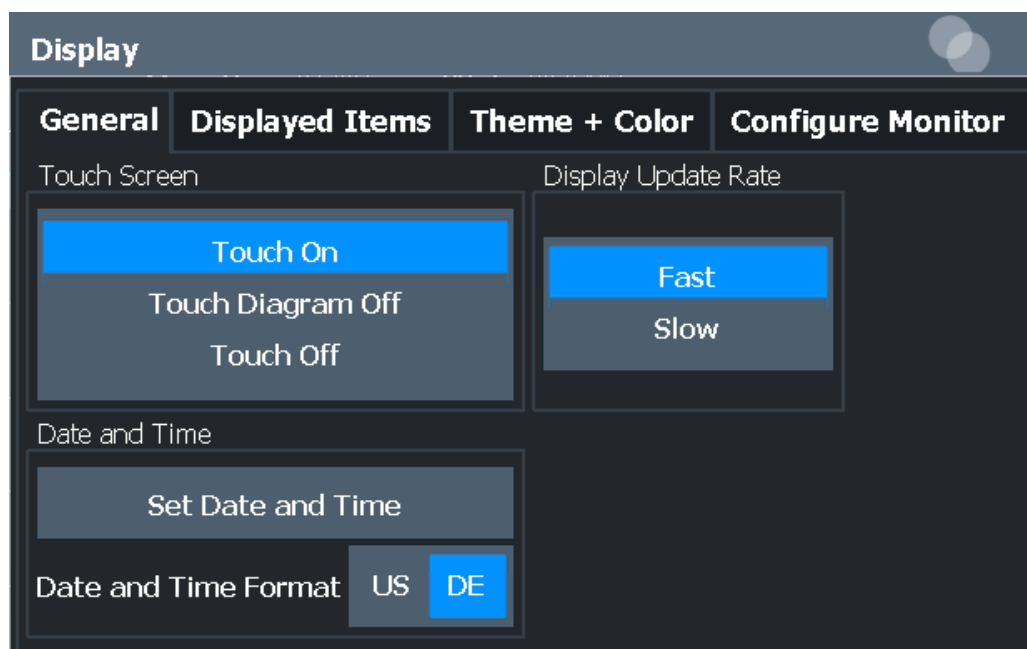 Display
General Displayed Items Theme + Color Configure Monitor
Touch Screen
Touch On
Touch Diagram Off
Touch Off
Display Update Rate
Fast
Slow
Date and Time
Set Date and Time
Date and Time Format US DE